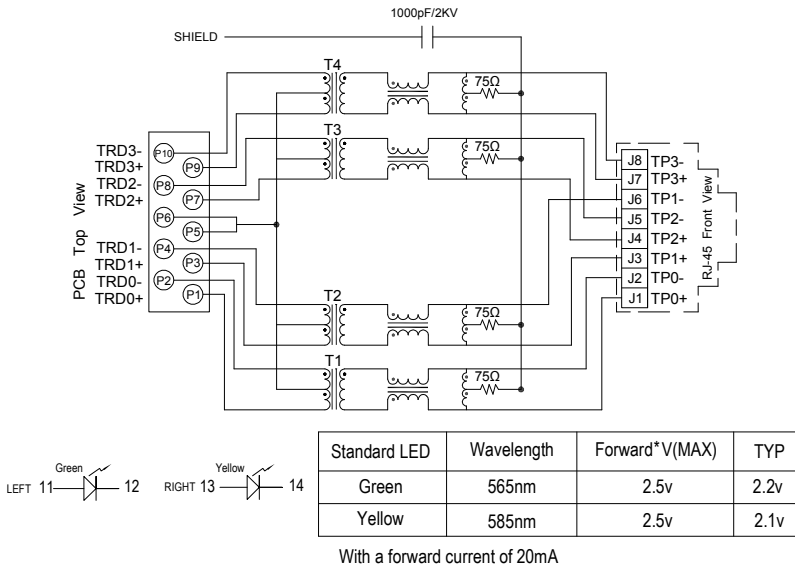 1000pF/2KV
SHIELD
T4
75Ω
T3
75Ω
TRD3-
TRD3+
TRD2-
TRD2+
TRD1-
TRD1+
TRD0-
TRD0+
PCB Top View
P10
P9
P8
P7
P6
P5
P4
P3
P2
P1
T2
75Ω
T1
75Ω
J8 TP3-
J7 TP3+
J6 TP1-
J5 TP2-
J4 TP2+
J3 TP1+
J2 TP0-
J1 TP0+
RJ-45 Front View
Green
LEFT 11 12
Yellow
RIGHT 13 14
Standard LED Wavelength Forward*V(MAX) TYP
Green 565nm 2.5v 2.2v
Yellow 585nm 2.5v 2.1v
With a forward current of 20mA